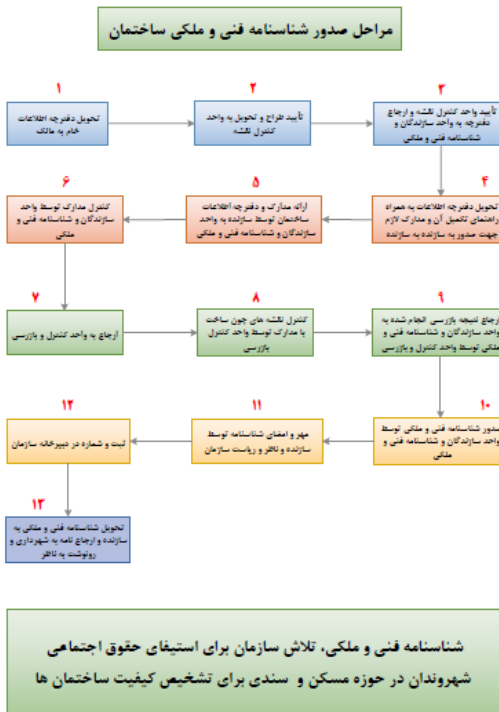 مراحل صدور شناسنامه فنی و ملکی ساختمان
۱
تحویل دفترچه اطلاعات
خام به مالک
۲
تأیید طراح و تحویل به واحد
کنترل نقشه
۳
تأیید واحد کنترل نقشه و ارجاع
دفترچه به واحد سازندگان و
شناسنامه فنی و ملکی
۴
تحویل دفترچه اطلاعات به همراه
راهنمای تکمیل آن و مدارک لازم
جهت صدور به سازنده به سازنده
۵
ارائه مدارک و دفترچه اطلاعات
ساختمان توسط سازنده به واحد
سازندگان و شناسنامه فنی و ملکی
۶
کنترل مدارک توسط واحد
سازندگان و شناسنامه فنی و
ملکی
۷
ارجاع به واحد کنترل و بازرسی
۸
کنترل نقشه های چون ساخت
با مدارک توسط واحد کنترل
بازرسی
۹
ارجاع نتیجه بازرسی انجام شده به
واحد سازندگان و شناسنامه فنی و
ملکی توسط واحد کنترل و بازرسی
۱۰
صدور شناسنامه فنی و ملکی توسط
واحد سازندگان و شناسنامه فنی و
ملکی
۱۱
مهر و امضای شناسنامه توسط
سازنده و ناظر و ریاست سازمان
۱۲
ثبت و شماره در دبیرخانه سازمان
۱۳
تحویل شناسنامه فنی و ملکی به
سازنده و ارجاع نامه به شهرداری و
رونوشت به ناظر
شناسنامه فنی و ملکی، تلاش سازمان برای استیفای حقوق اجتماعی
شهروندان در حوزه مسکن و سندی برای تشخیص کیفیت ساختمان ها